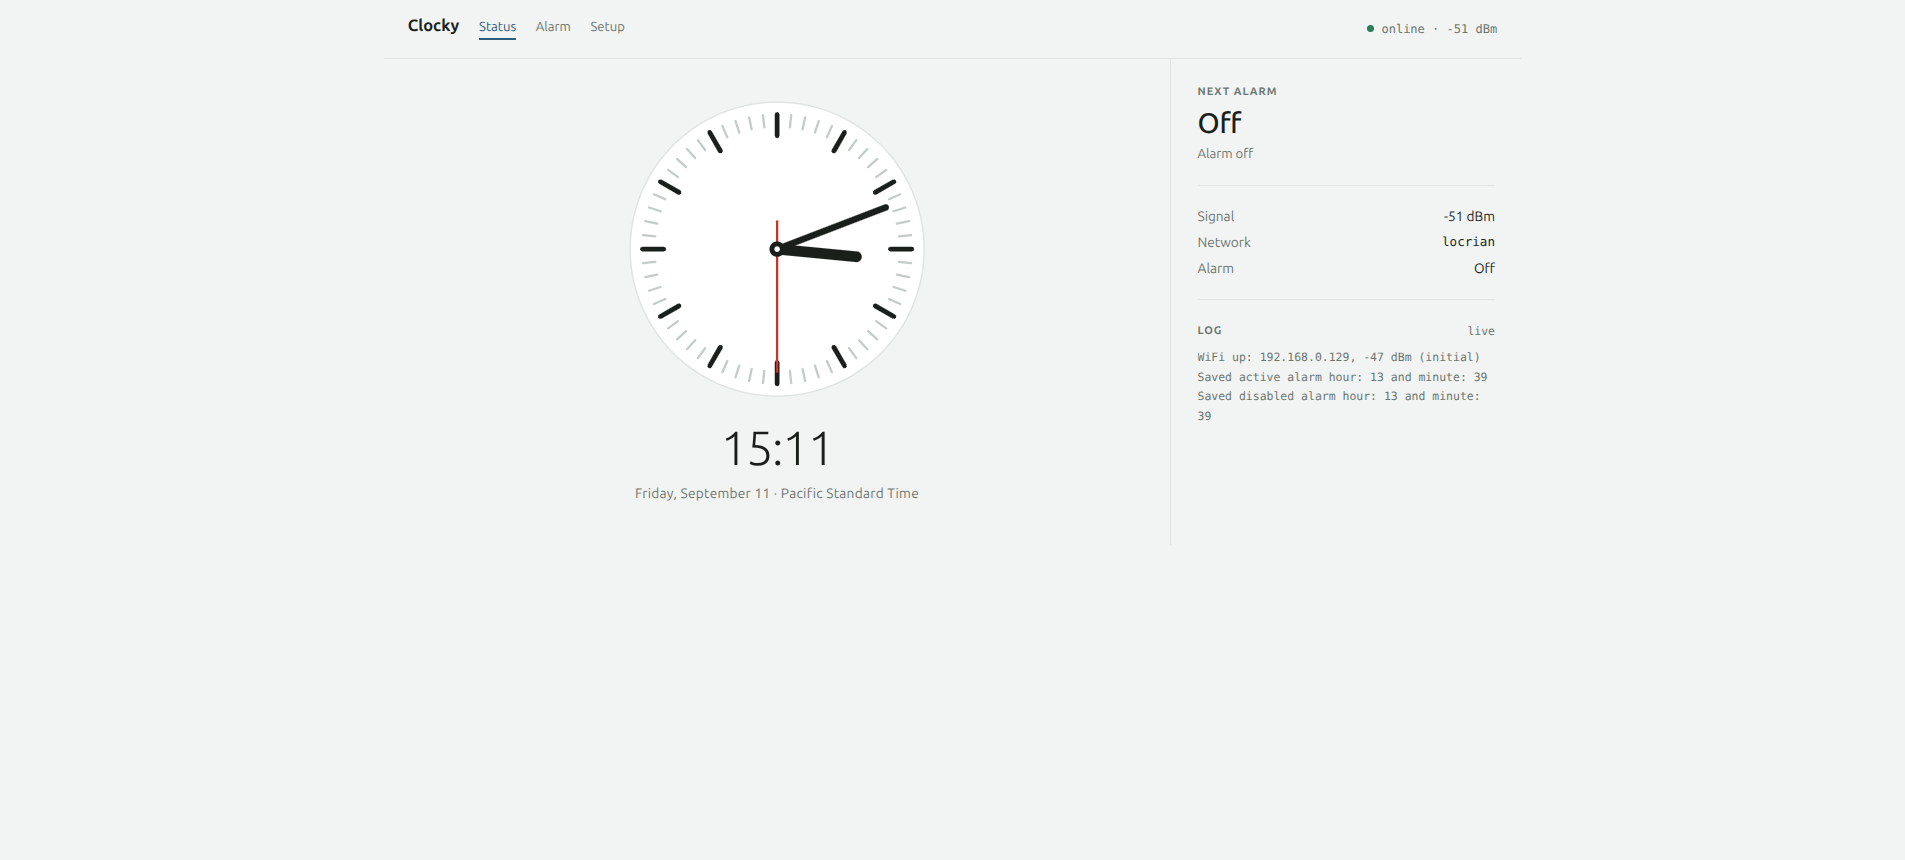 Clocky Status Alarm Setup
online · -51 dBm
15:11
Friday, September 11 · Pacific Standard Time
NEXT ALARM
Off
Alarm off
Signal -51 dBm
Network locrian
Alarm Off
LOG live
WiFi up: 192.168.0.129, -47 dBm (initial)
Saved active alarm hour: 13 and minute: 39
Saved disabled alarm hour: 13 and minute:
39